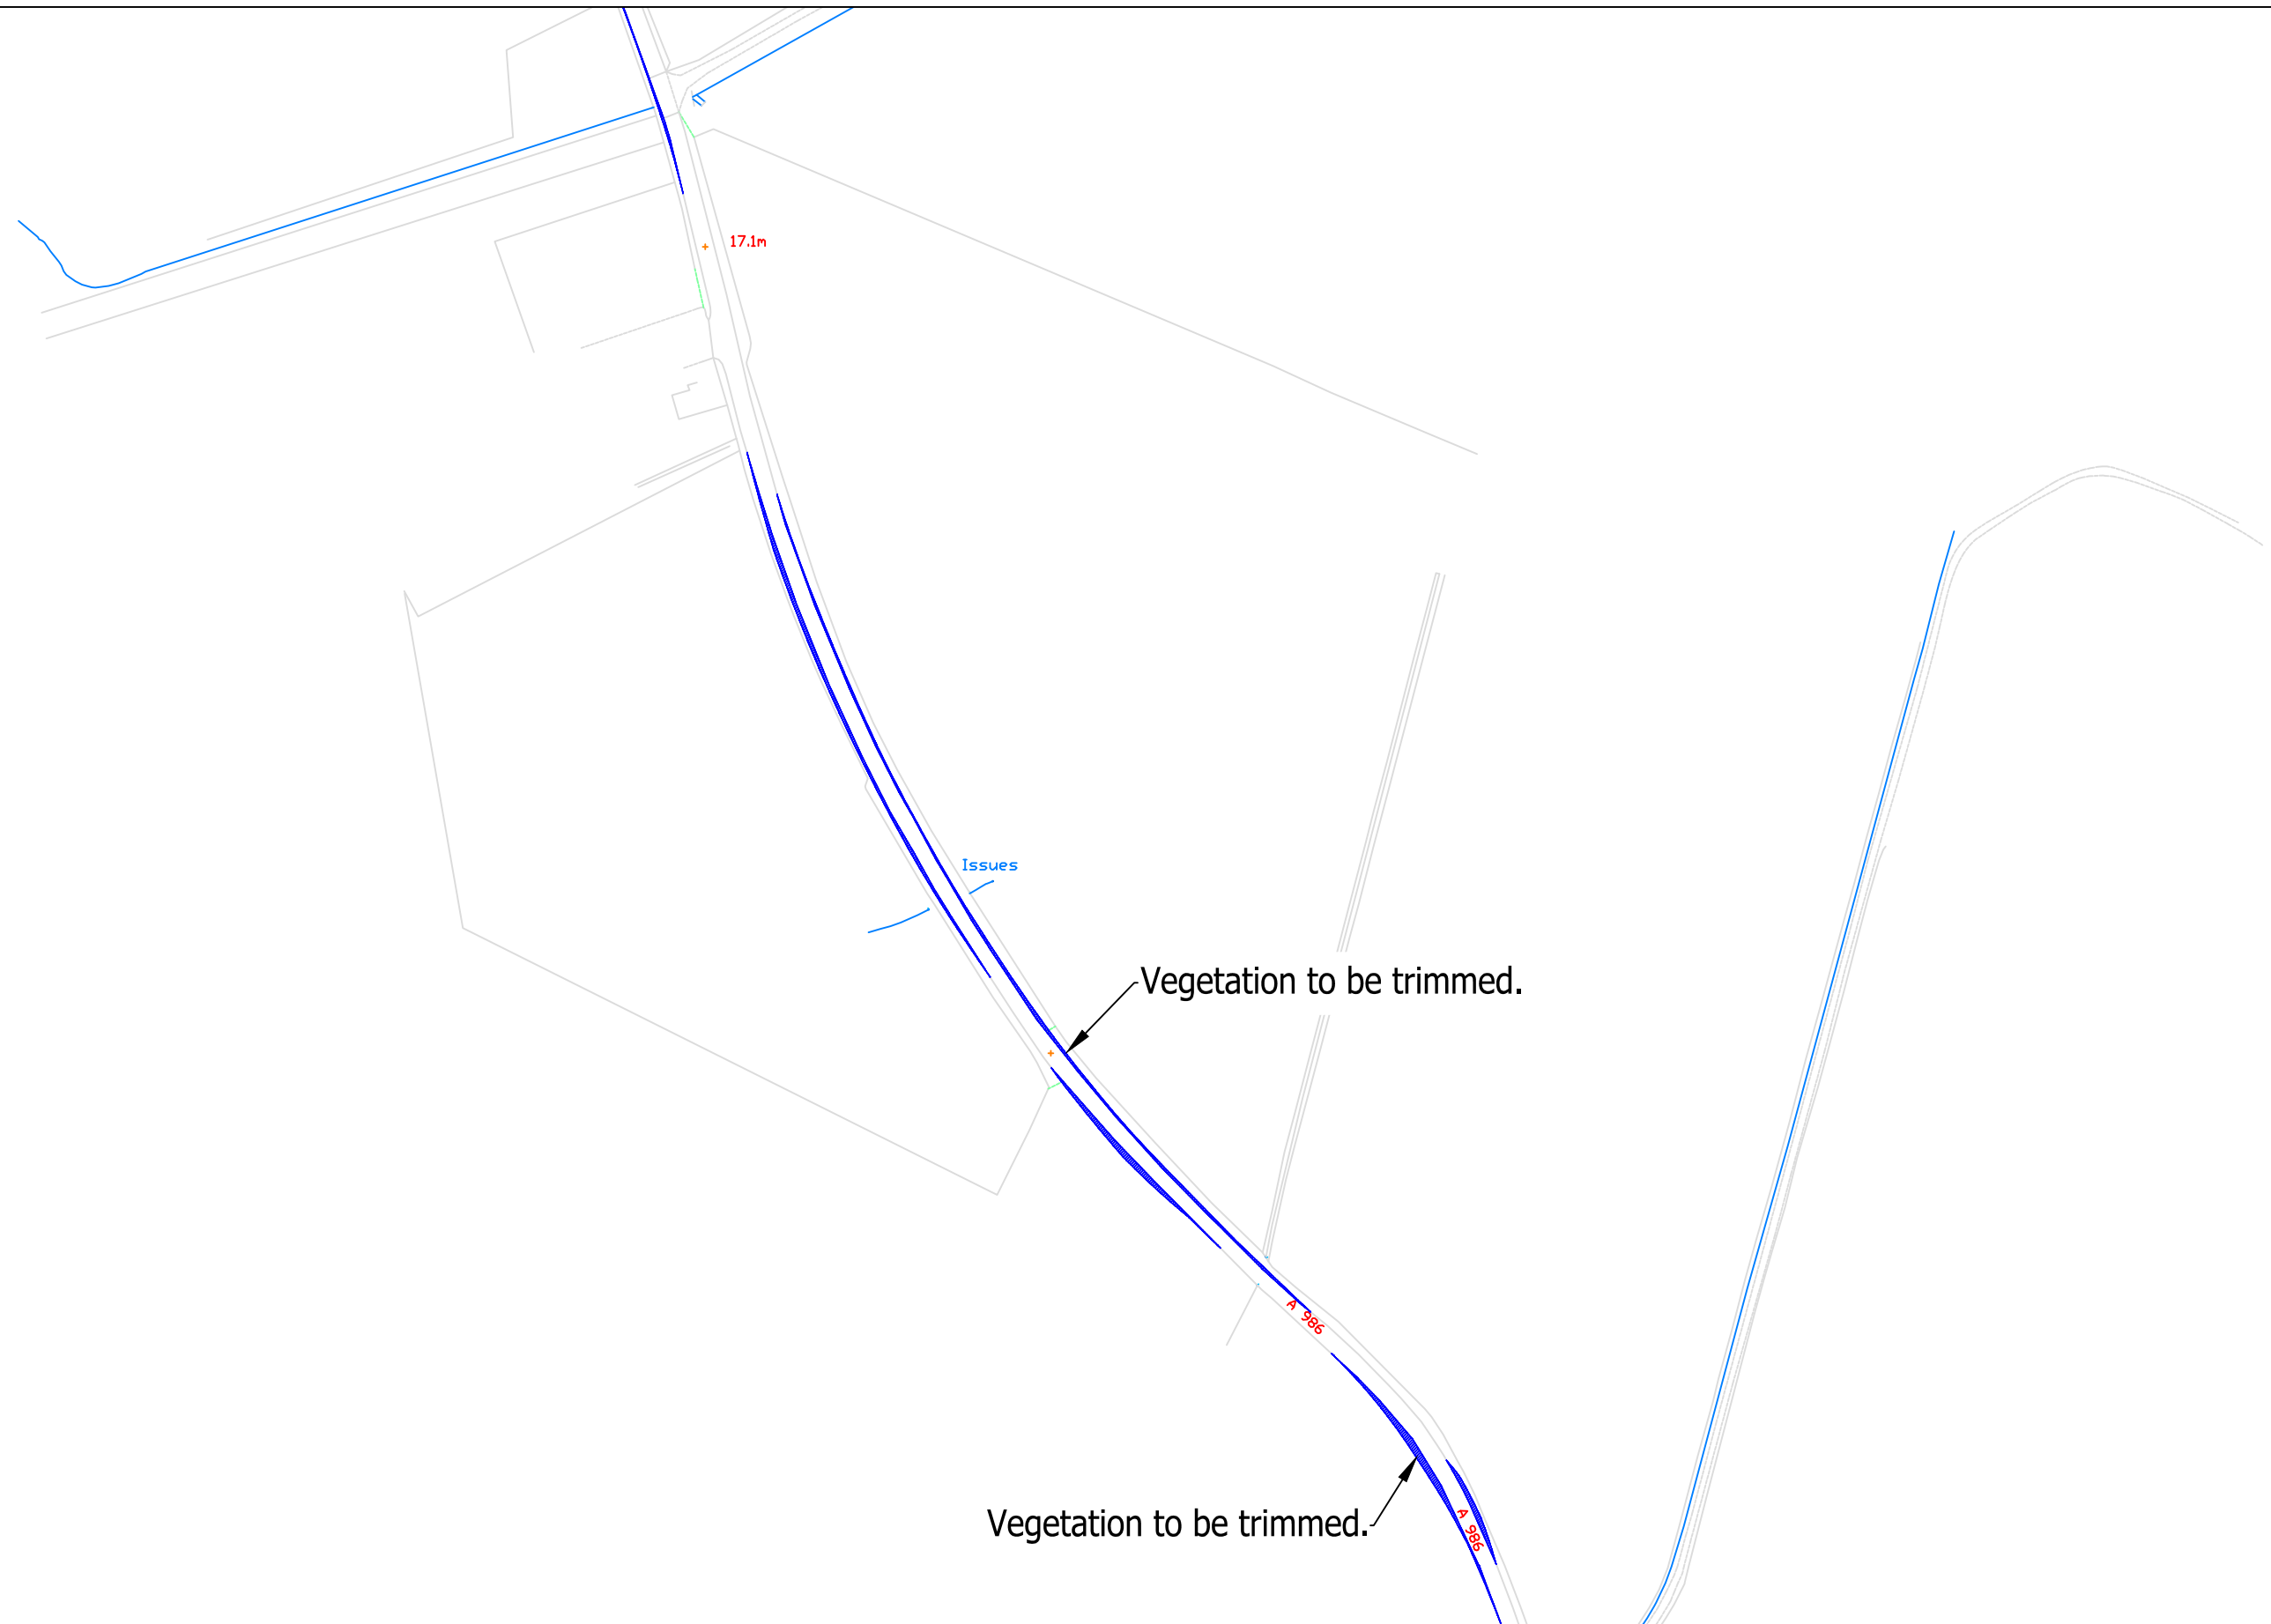 17.1m
Issues
Vegetation to be trimmed.
A 986
Vegetation to be trimmed.
A 986